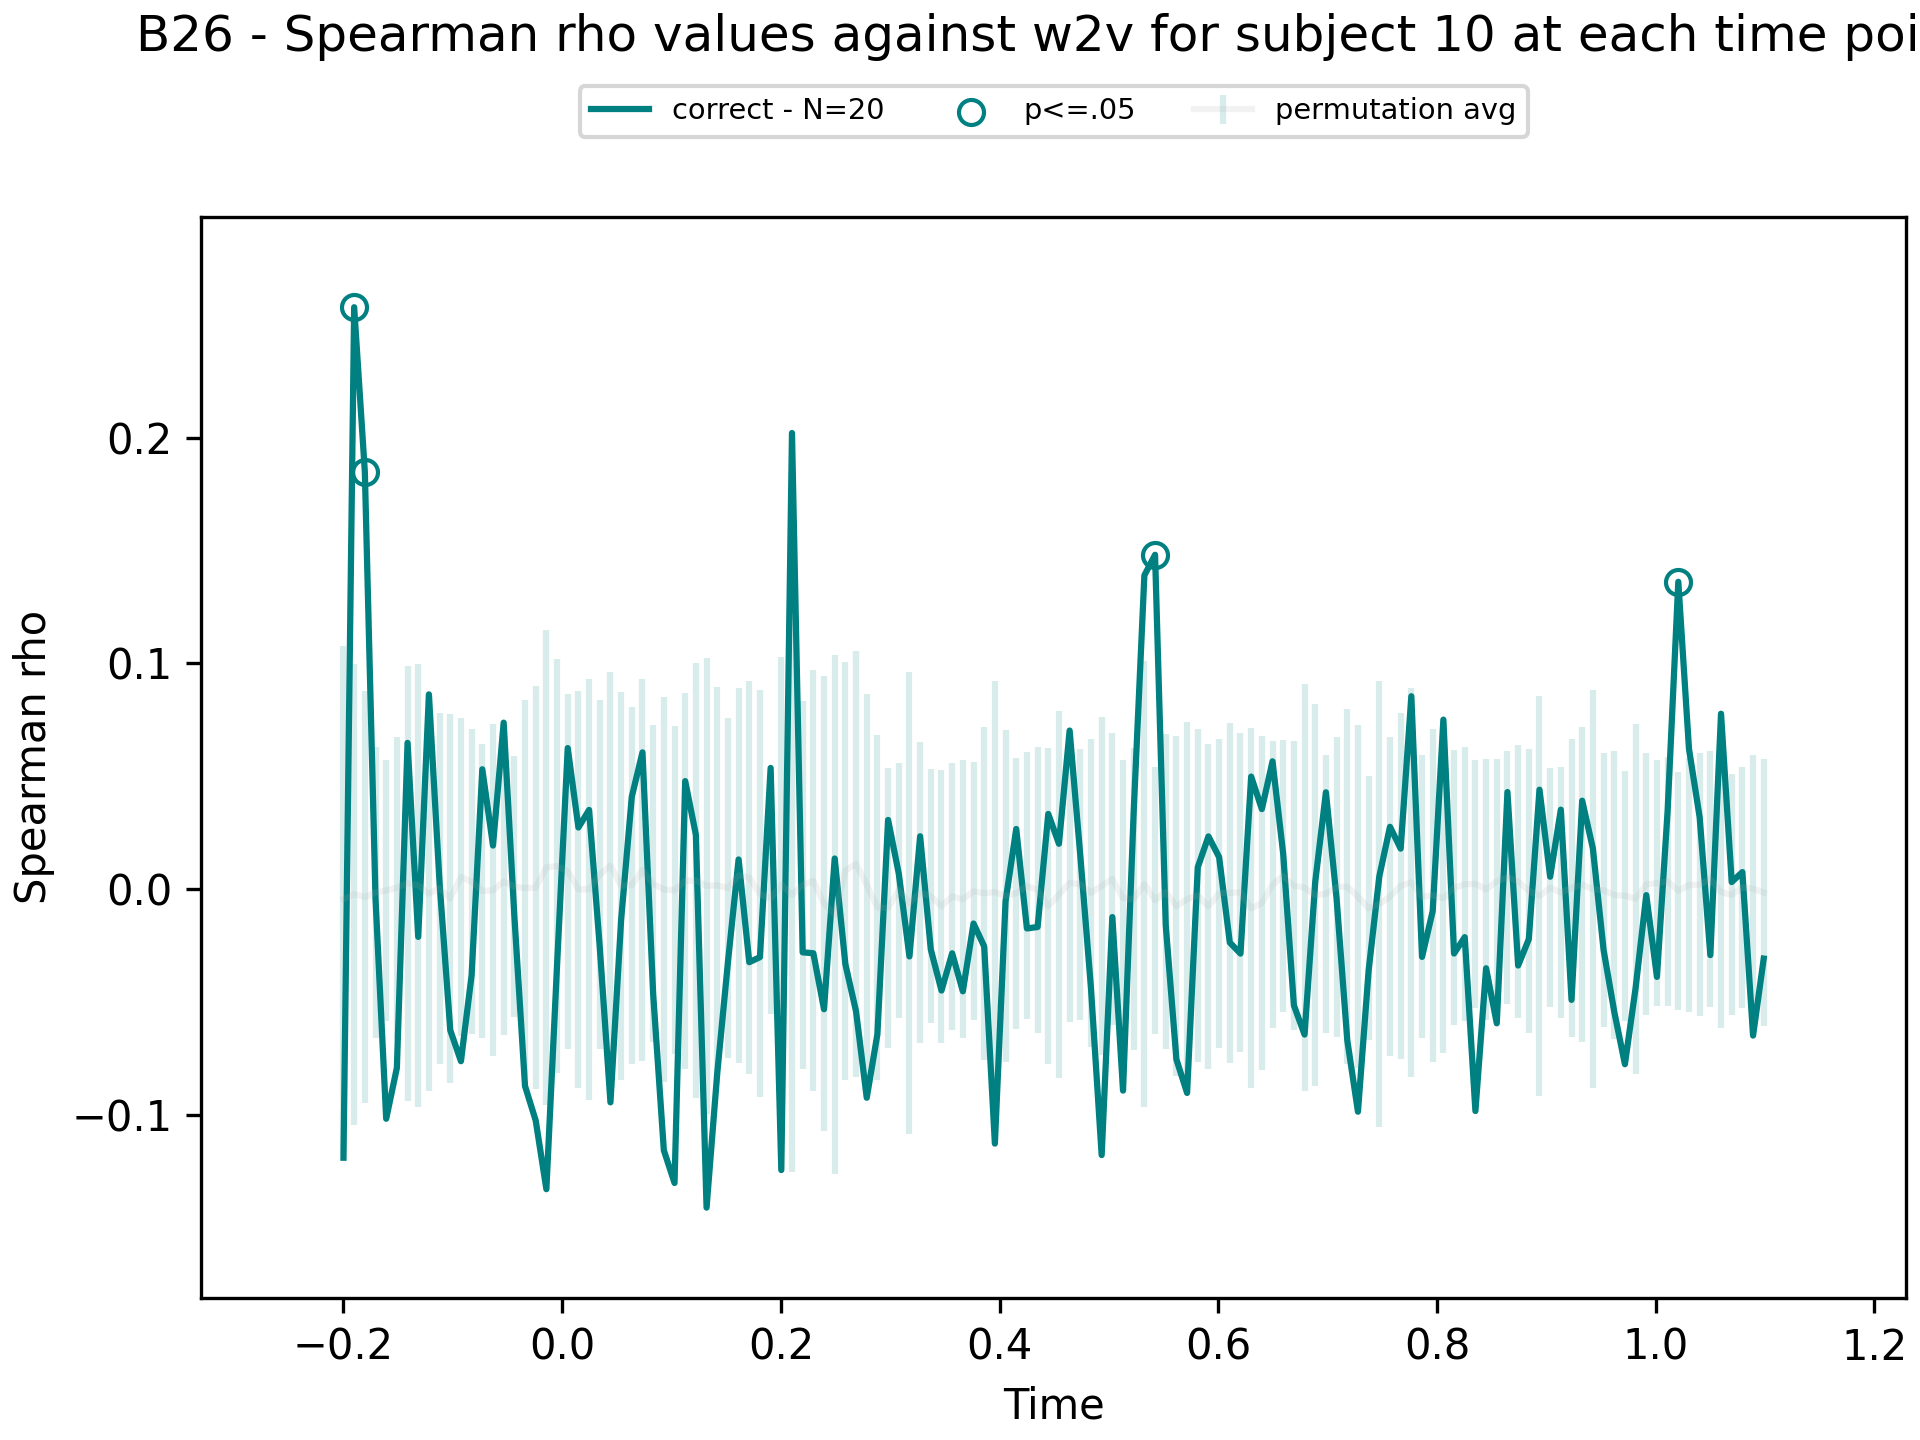 B26 - Spearman rho values against w2v for subject 10 at each time poi
correct - N=20 p<=.05 permutation avg
Spearman rho
0.2
0.1
0.0
−0.1
−0.2 0.0 0.2 0.4 0.6 0.8 1.0 1.2
Time